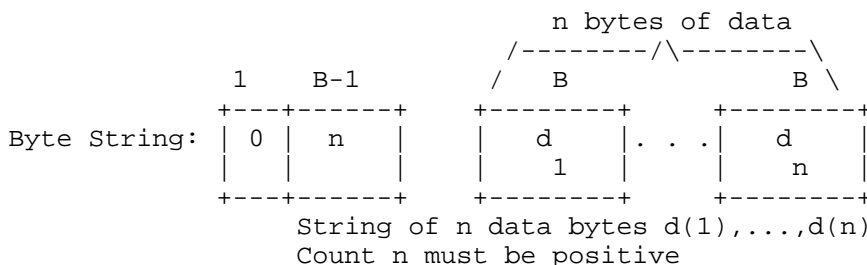 n bytes of data
                                        /--------/\--------\
                  1    B-1             /    B                B \
                 +---+------+         +--------+       +--------+
Byte String: | 0 |  n   |         |    d   |. . .|    d   |
                 |   |      |         |     1  |       |     n  |
                 +---+------+         +--------+       +--------+
                       String of n data bytes d(1),...,d(n)
                       Count n must be positive